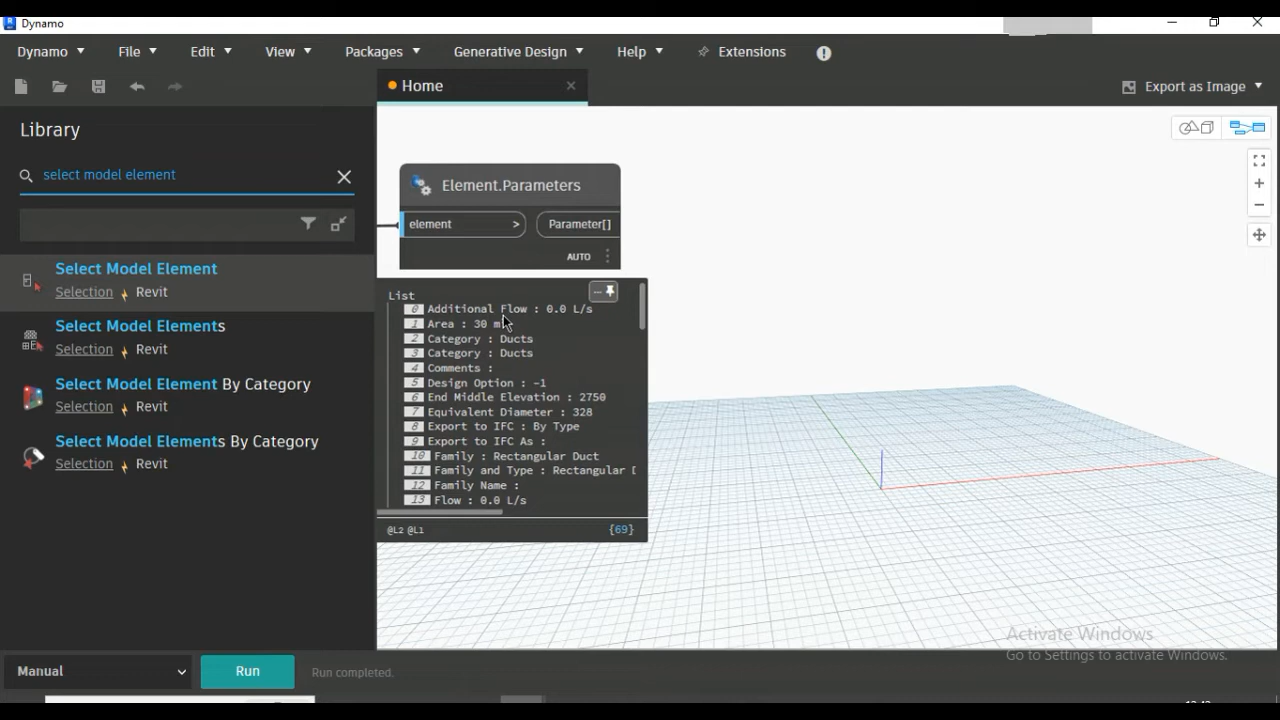 Dynamo
Dynamo File Edit View Packages Generative Design Help Extensions
Home
Export as Image
Library
select model element
Select Model Element
Selection Revit
Select Model Elements
Selection Revit
Select Model Element By Category
Selection Revit
Select Model Elements By Category
Selection Revit
Element.Parameters
element > Parameter[]
AUTO
List
0 Additional Flow : 0.0 L/s
1 Area : 30
2 Category : Ducts
3 Category : Ducts
4 Comments :
5 Design Option : -1
6 End Middle Elevation : 2750
7 Equivalent Diameter : 328
8 Export to IFC : By Type
9 Export to IFC As :
10 Family : Rectangular Duct
11 Family and Type : Rectangular D
12 Family Name :
13 Flow : 0.0 L/s
@L2 @L1 {69}
Activate Windows
Go to Settings to activate Windows.
Manual Run Run completed.